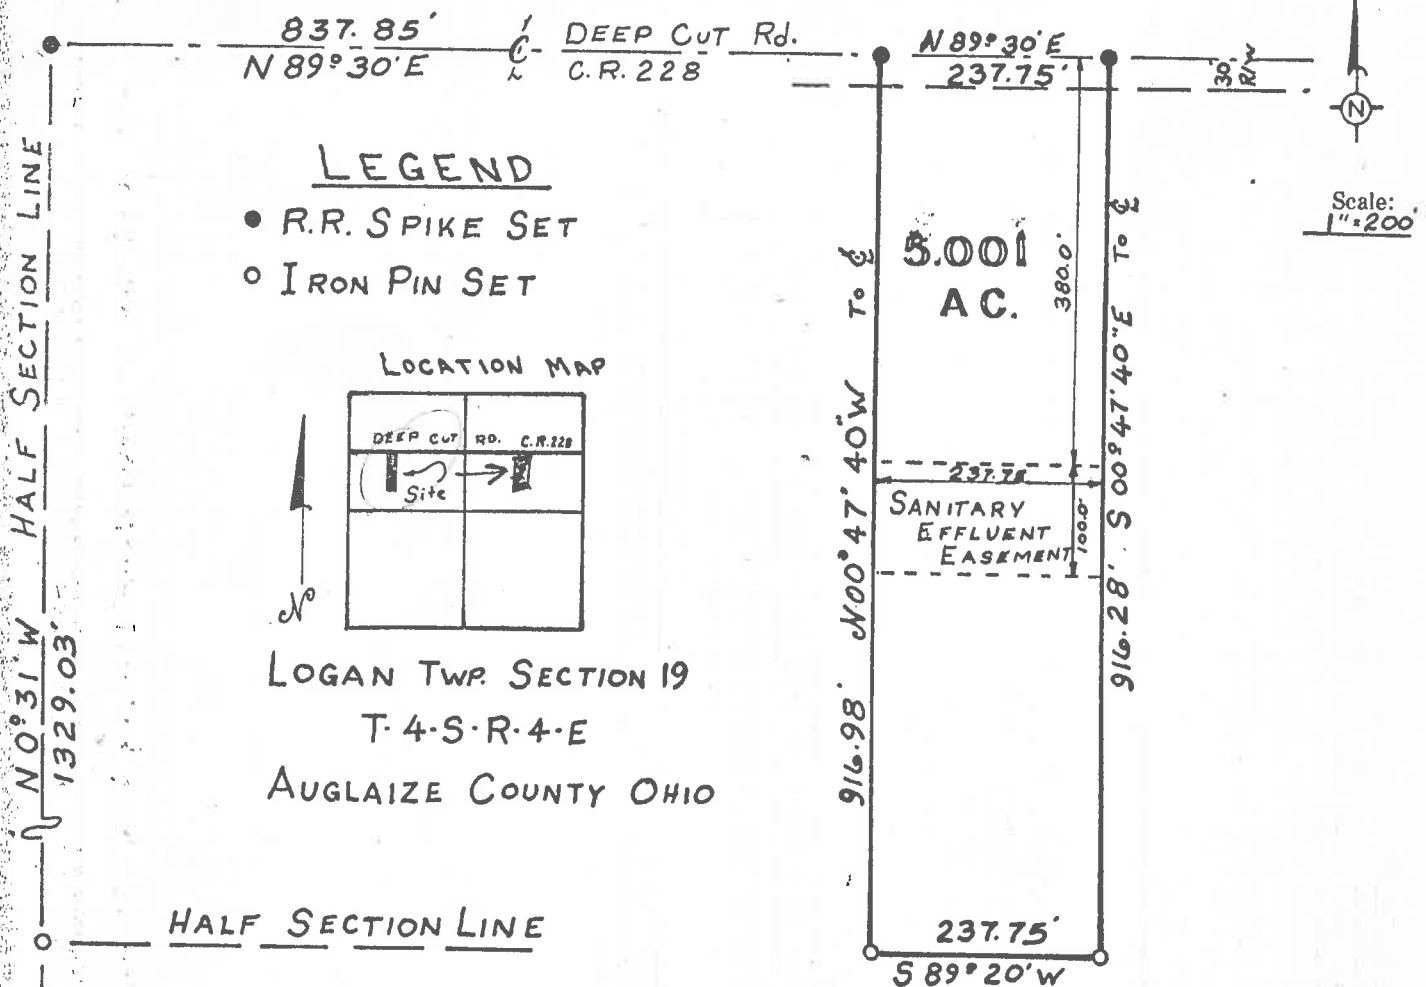 837.85'
N 89° 30' E
℄
DEEP CUT Rd.
C.R. 228
N 89° 30' E
237.75'
30'
R/W
N
Scale:
1" = 200'
LEGEND
● R.R. SPIKE SET
○ IRON PIN SET
HALF SECTION LINE
N 0° 31' W
1329.03'
LOCATION MAP
DEEP CUT RD. C.R. 228
Site
N
LOGAN TWP. SECTION 19
T-4-S-R-4-E
AUGLAIZE COUNTY OHIO
HALF SECTION LINE
916.98' N 00° 47' 40" W To ℄
5.001
AC.
380.0'
916.28' S 00° 47' 40" E To ℄
237.75
SANITARY
EFFLUENT
EASEMENT
100.0'
237.75'
S 89° 20' W